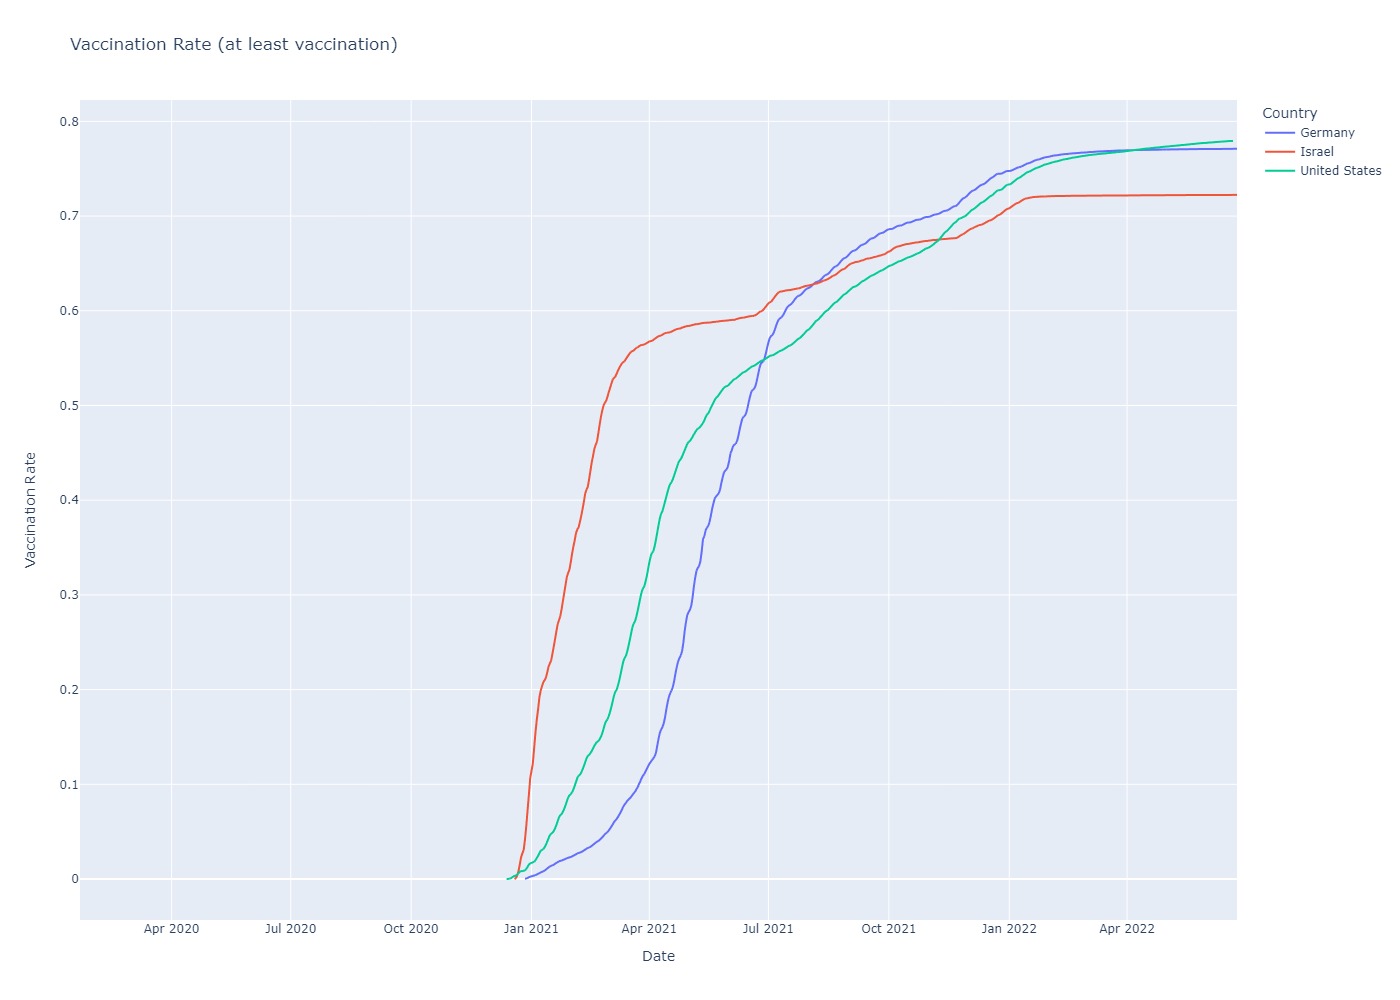 Vaccination Rate (at least vaccination)
Country
Germany
Israel
United States
Vaccination Rate
0.8
0.7
0.6
0.5
0.4
0.3
0.2
0.1
0
Apr 2020 Jul 2020 Oct 2020 Jan 2021 Apr 2021 Jul 2021 Oct 2021 Jan 2022 Apr 2022
Date